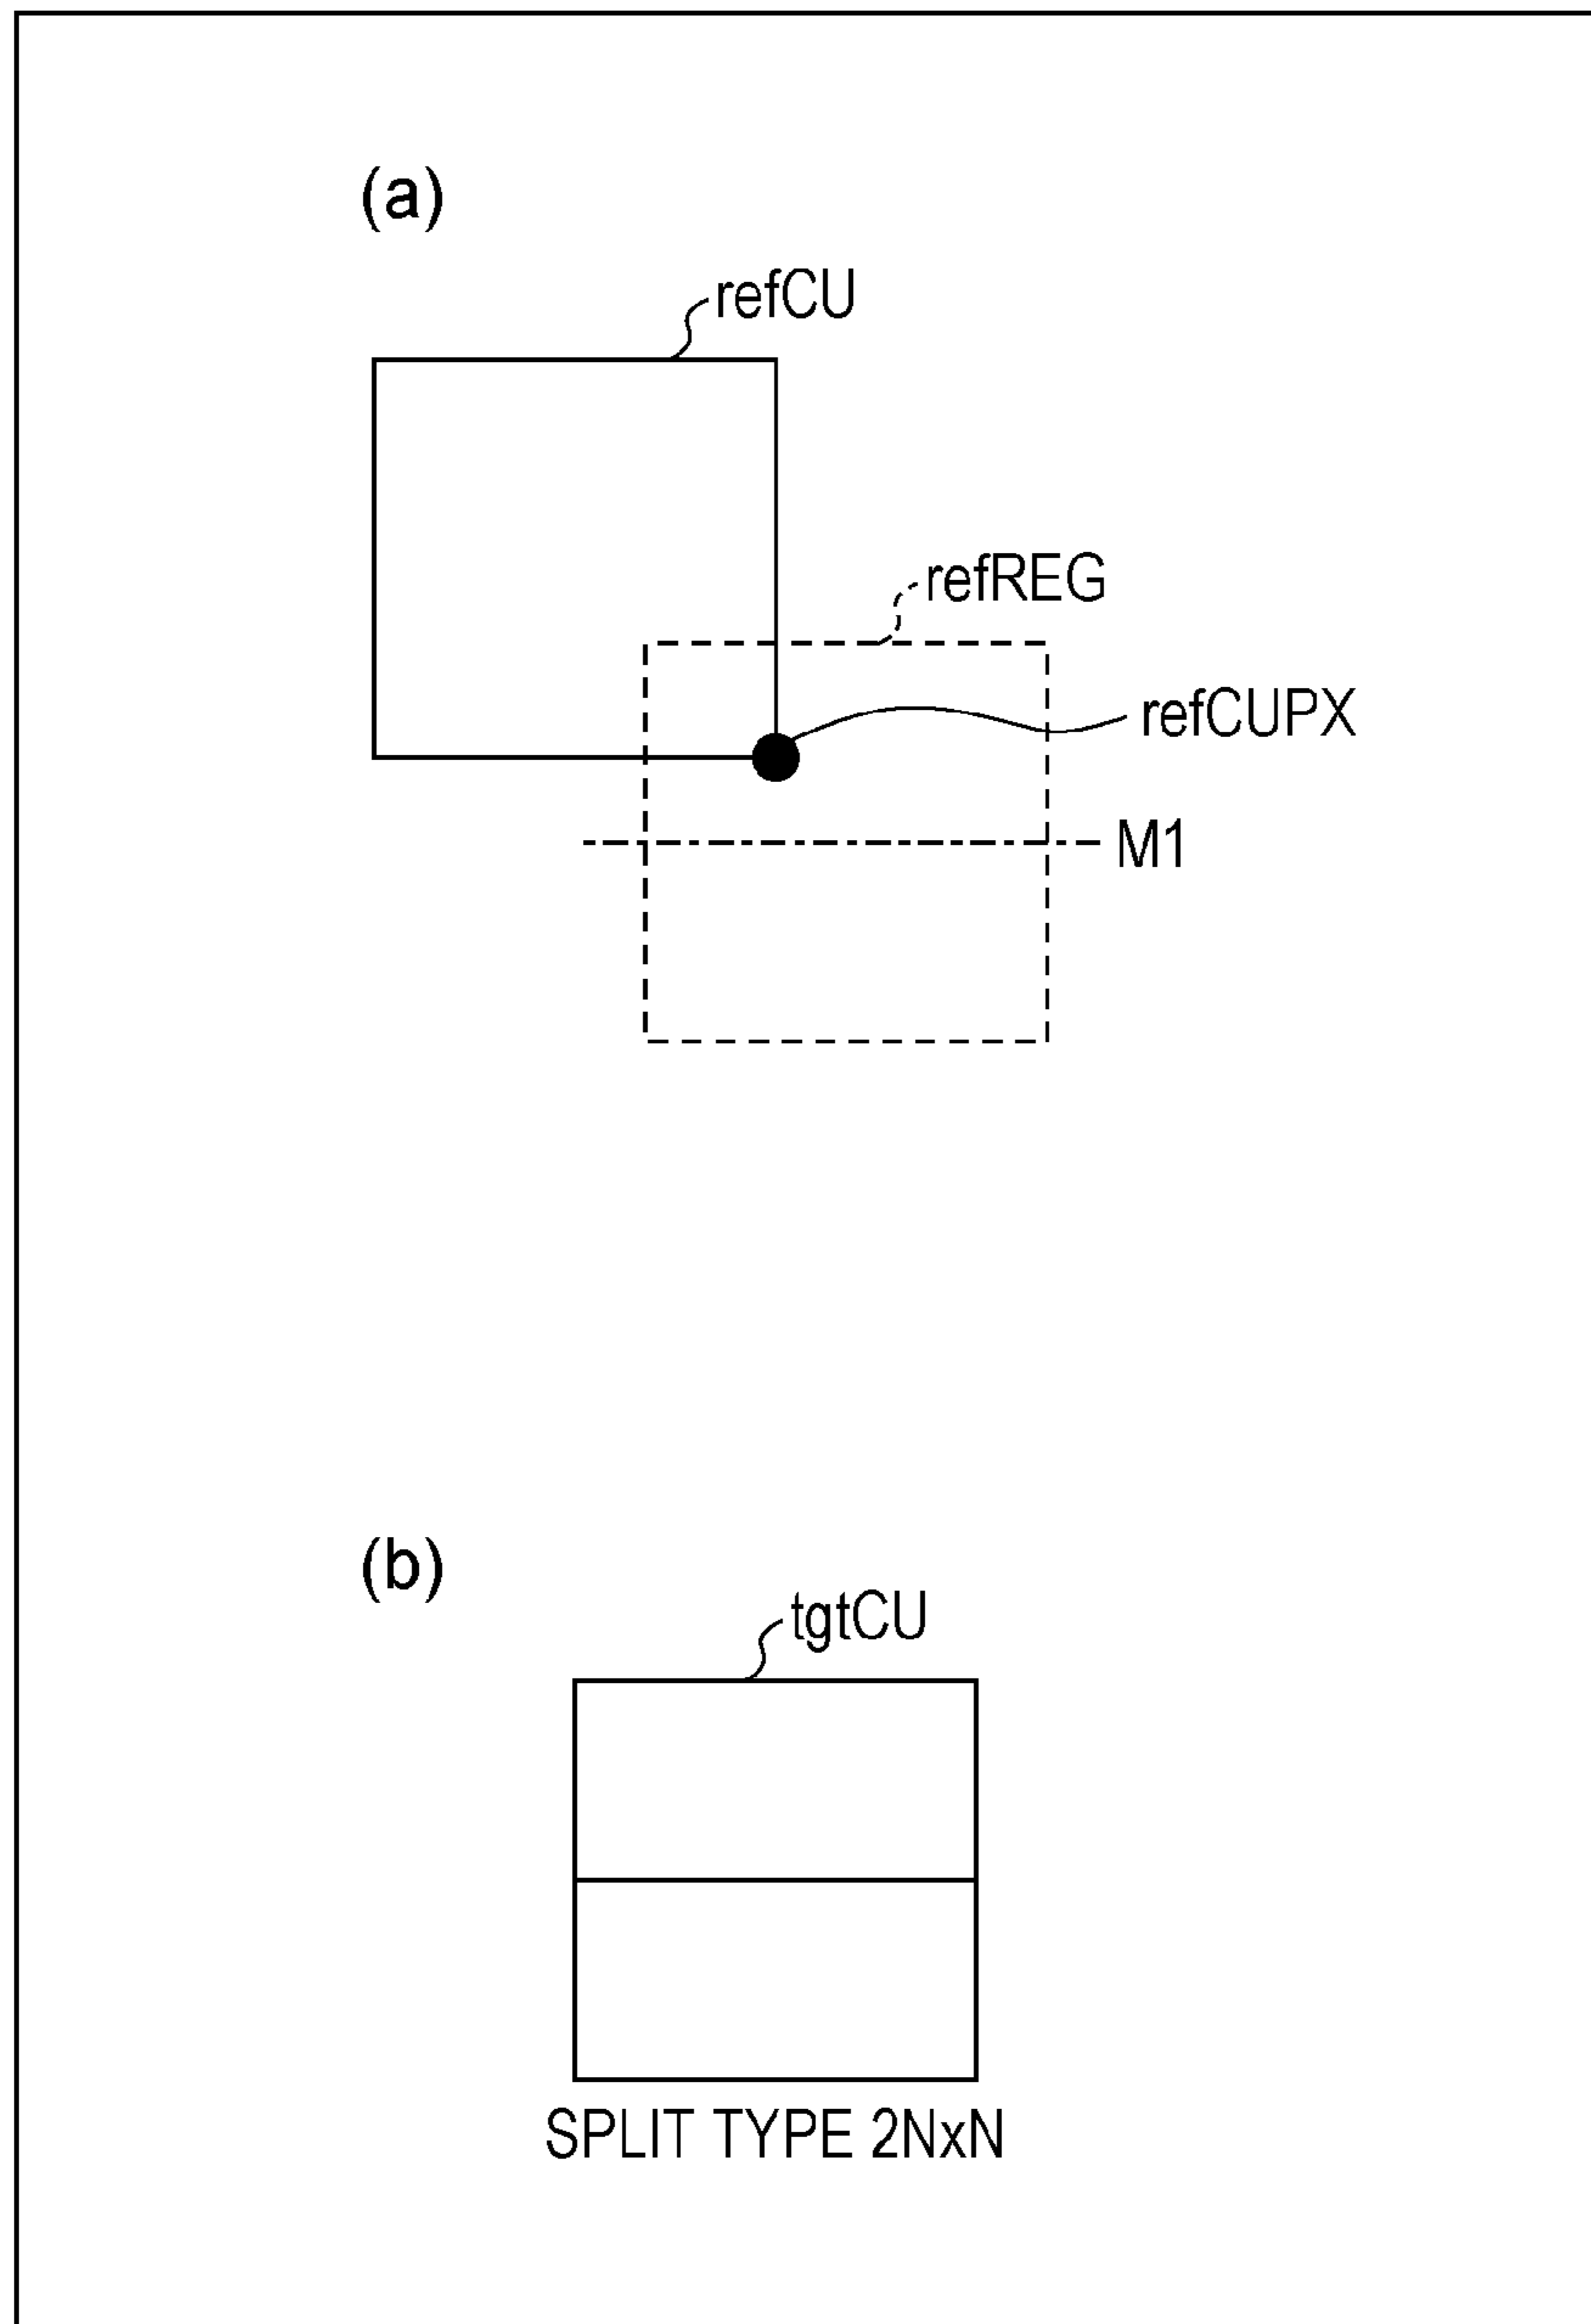 (a)
refCU
refREG
refCUPX
M1
(b)
tgtCU
SPLIT TYPE 2NxN